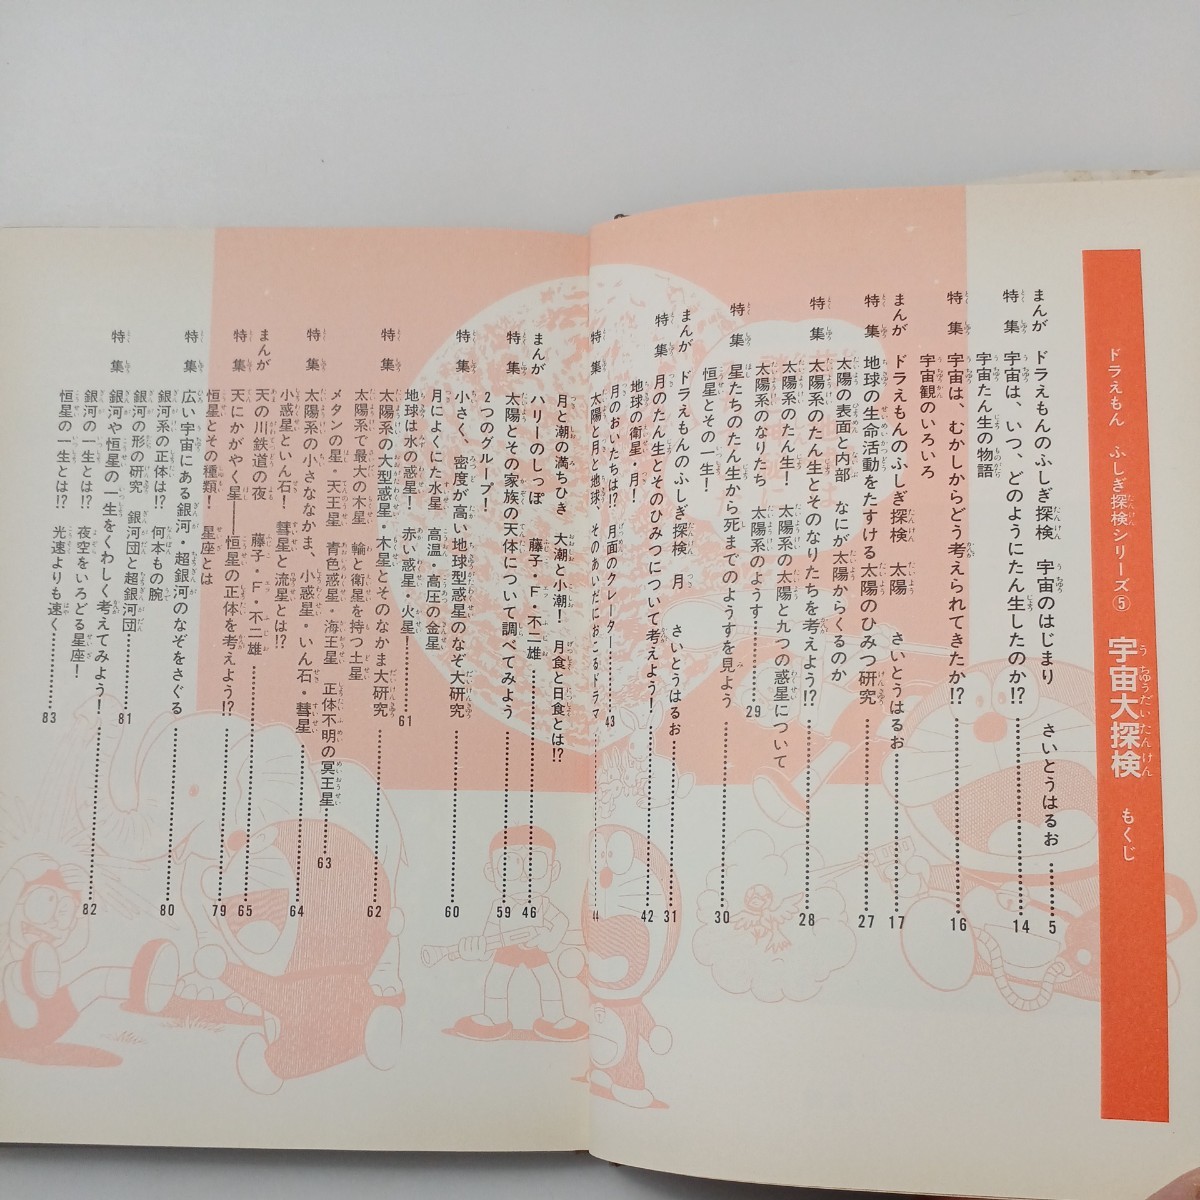 ドラえもん ふしぎ探検シリーズ⑤ 宇宙大探検 もくじ
まんが ドラえもんのふしぎ探検 宇宙のはじまり さいとうはるお……5
特集 宇宙は、いつ、どのようにたん生したのか!?……14
宇宙たん生の物語
特集 宇宙は、むかしからどう考えられてきたか!?……16
宇宙観のいろいろ
まんが ドラえもんのふしぎ探検 太陽 さいとうはるお……17
特集 地球の生命活動をたすける太陽のひみつ研究……27
太陽の表面と内部 なにが太陽からくるのか
特集 太陽系のたん生とそのなりたちを考えよう!?……28
太陽系のたん生! 太陽系の太陽と九つの惑星について
太陽系のなりたち 太陽系のようす……29
特集 星たちのたん生から死までのようすを見よう……30
恒星とその一生!
まんが ドラえもんのふしぎ探検 月 さいとうはるお……31
特集 月のたん生とそのひみつについて考えよう!……42
地球の衛星・月!
月のおいたちは!? 月面のクレーター……43
特集 太陽と月と地球、そのあいだにおこるドラマ……44
月と潮の満ちひき 大潮と小潮! 月食と日食とは!?
まんが ハリーのしっぽ 藤子・F・不二雄……46
特集 太陽とその家族の天体について調べてみよう……59
2つのグループ!
特集 小さく、密度が高い地球型惑星のなぞ大研究……60
月によくにた水星 高温・高圧の金星
地球は水の惑星! 赤い惑星・火星……61
特集 太陽系の大型惑星・木星とそのなかま大研究……62
太陽系で最大の木星 輪と衛星を持つ土星
メタンの星・天王星 青色惑星・海王星 正体不明の冥王星……63
特集 太陽系の小さななかま、小惑星・いん石・彗星……64
小惑星といん石! 彗星と流星とは!?
まんが 天の川鉄道の夜 藤子・F・不二雄……65
特集 天にかがやく星――恒星の正体を考えよう!?……79
恒星とその種類! 星座とは
特集 広い宇宙にある銀河・超銀河のなぞをさぐる……80
銀河系の正体は!? 何本もの腕
銀河の形の研究 銀河団と超銀河団……81
特集 銀河や恒星の一生をくわしく考えてみよう!……82
銀河の一生とは!? 夜空をいろどる星座!
恒星の一生とは!? 光速よりも速く……83